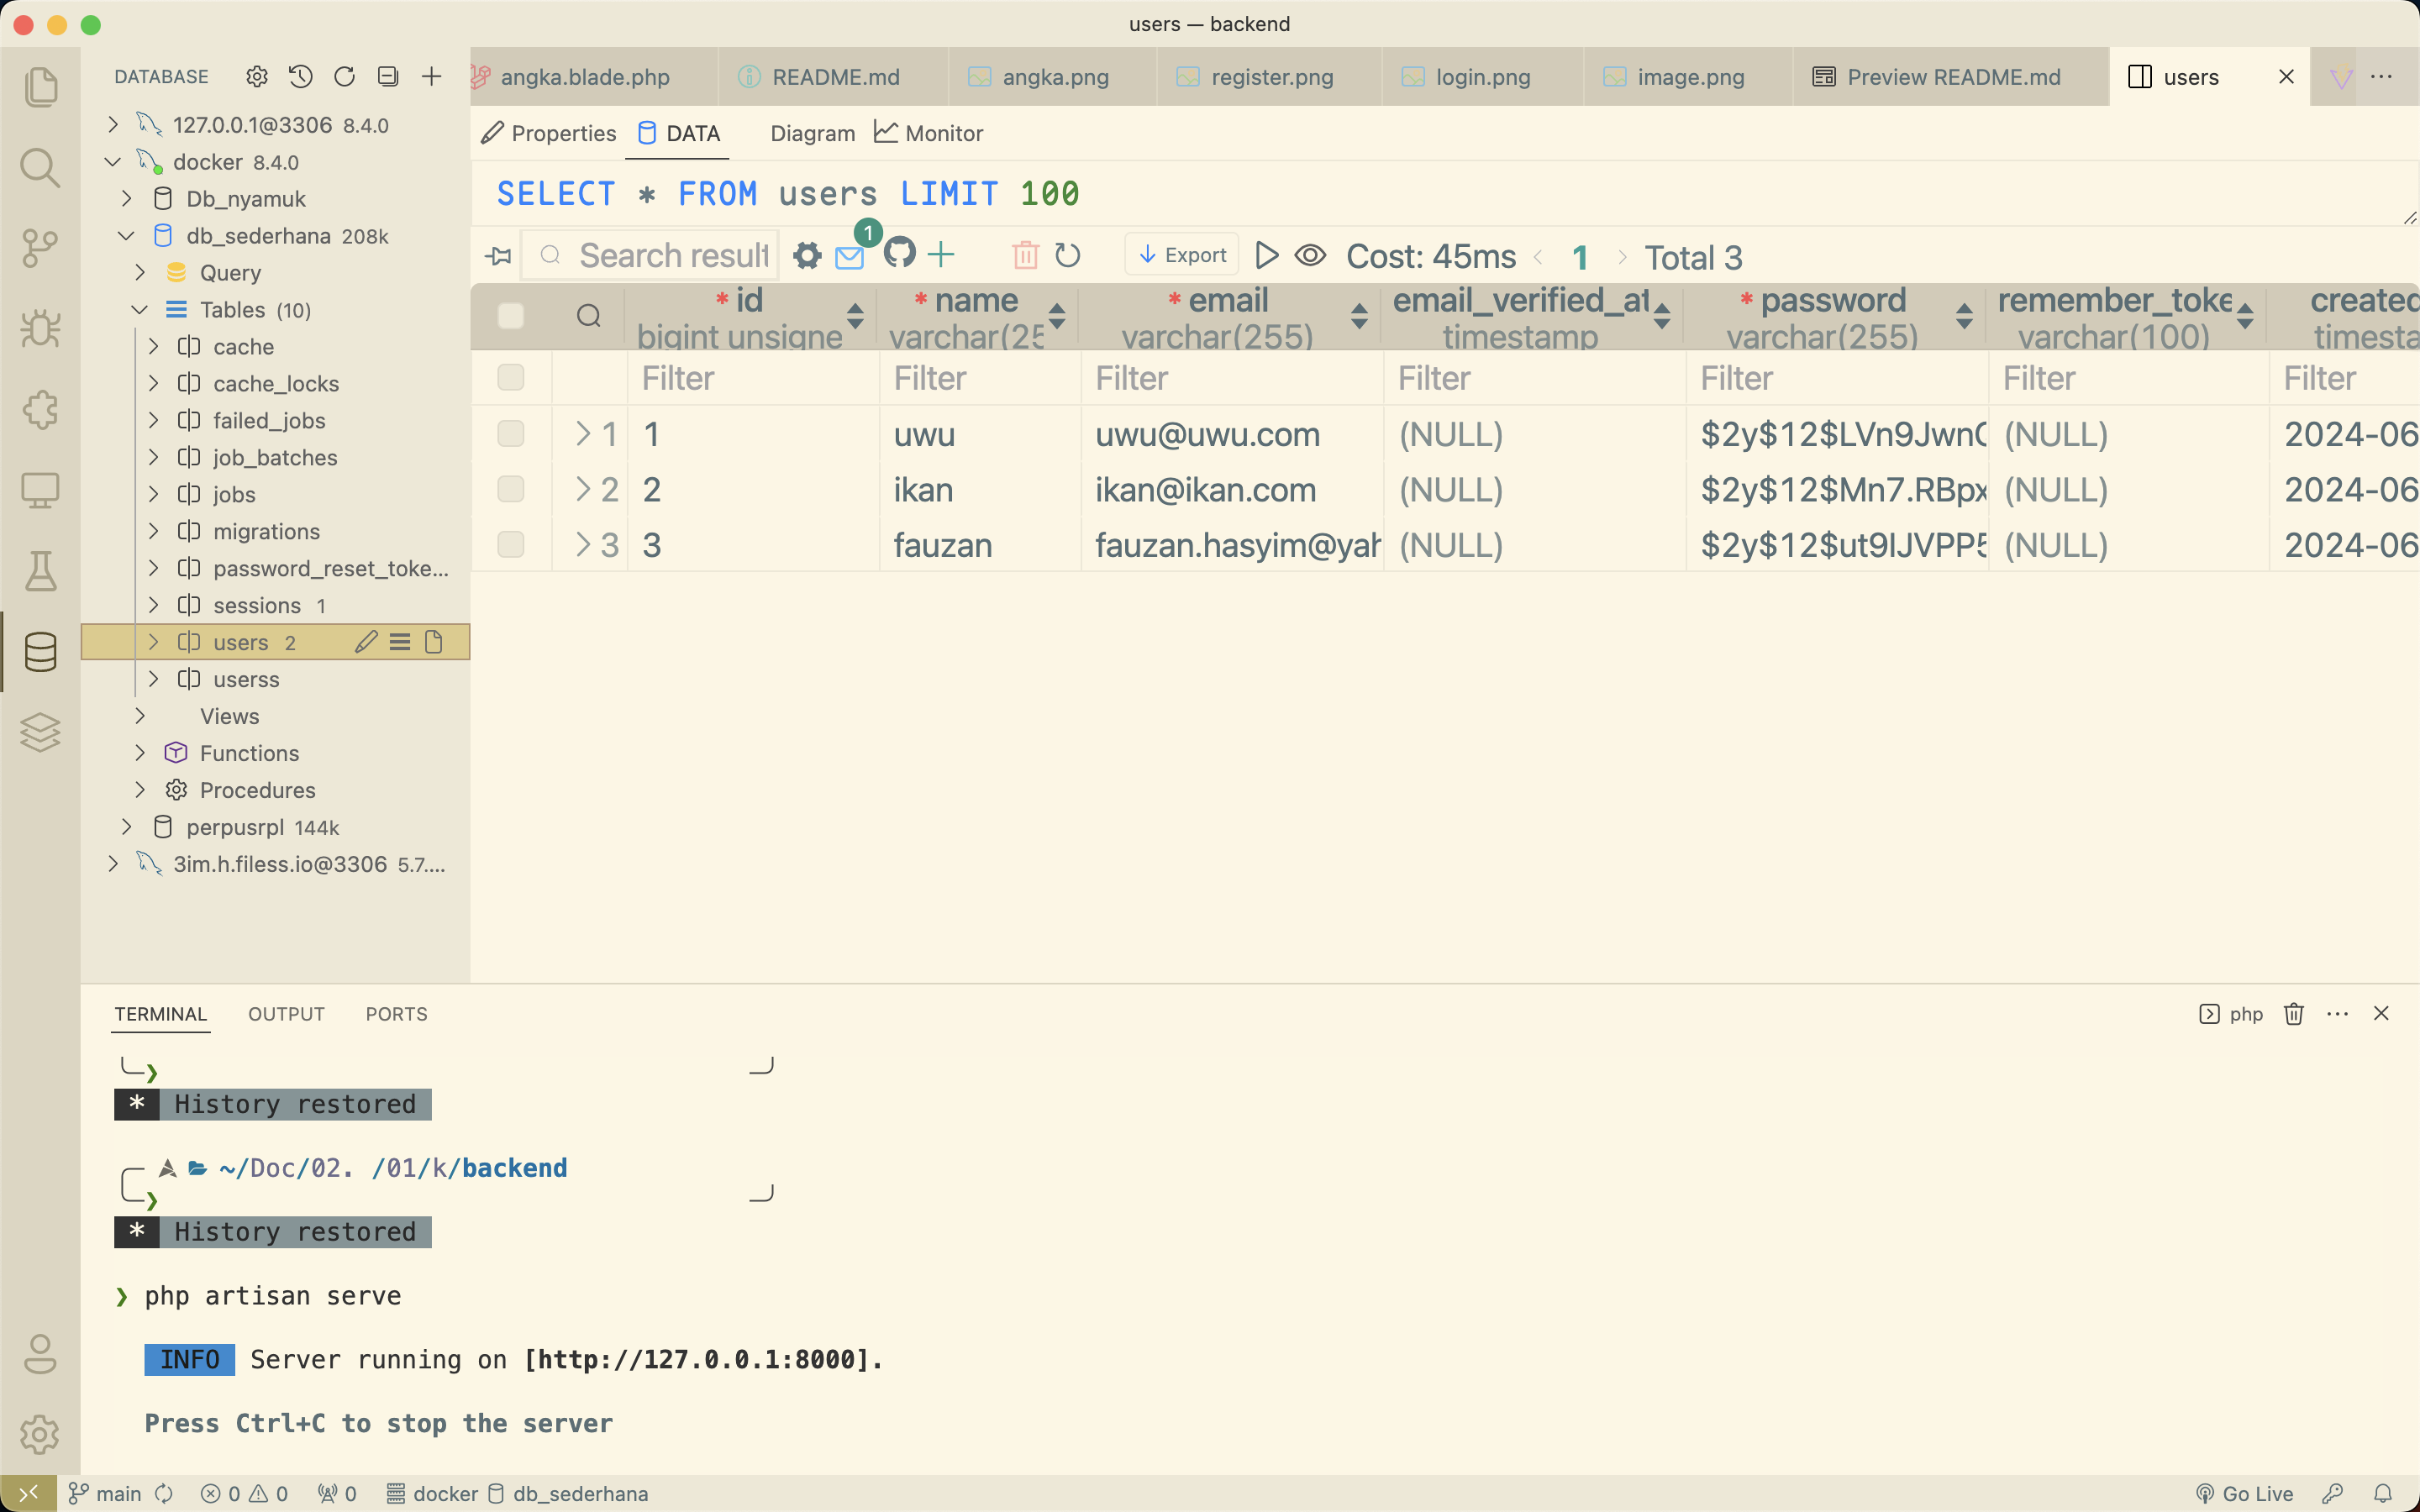 users — backend
DATABASE
angka.blade.php
README.md
angka.png
register.png
login.png
image.png
Preview README.md
users
127.0.0.1@3306 8.4.0
docker 8.4.0
Db_nyamuk
db_sederhana 208k
Query
Tables (10)
cache
cache_locks
failed_jobs
job_batches
jobs
migrations
password_reset_toke...
sessions 1
users 2
userss
Views
Functions
Procedures
perpusrpl 144k
3im.h.filess.io@3306 5.7....
Properties DATA Diagram Monitor
SELECT * FROM users LIMIT 100
Search result 1 Export Cost: 45ms 1 Total 3
* id * name * email email_verified_at * password remember_toke created
bigint unsigne varchar(25 varchar(255) timestamp varchar(255) varchar(100) timesta
Filter Filter Filter Filter Filter Filter Filter
1 1 uwu uwu@uwu.com (NULL) $2y$12$LVn9Jwn (NULL) 2024-06
2 2 ikan ikan@ikan.com (NULL) $2y$12$Mn7.RBpx (NULL) 2024-06
3 3 fauzan fauzan.hasyim@yah (NULL) $2y$12$ut9IJVPP5 (NULL) 2024-06
TERMINAL OUTPUT PORTS php
* History restored
~/Doc/02. /01/k/backend
* History restored
❯ php artisan serve
INFO Server running on [http://127.0.0.1:8000].
Press Ctrl+C to stop the server
main 0 0 0 docker db_sederhana Go Live